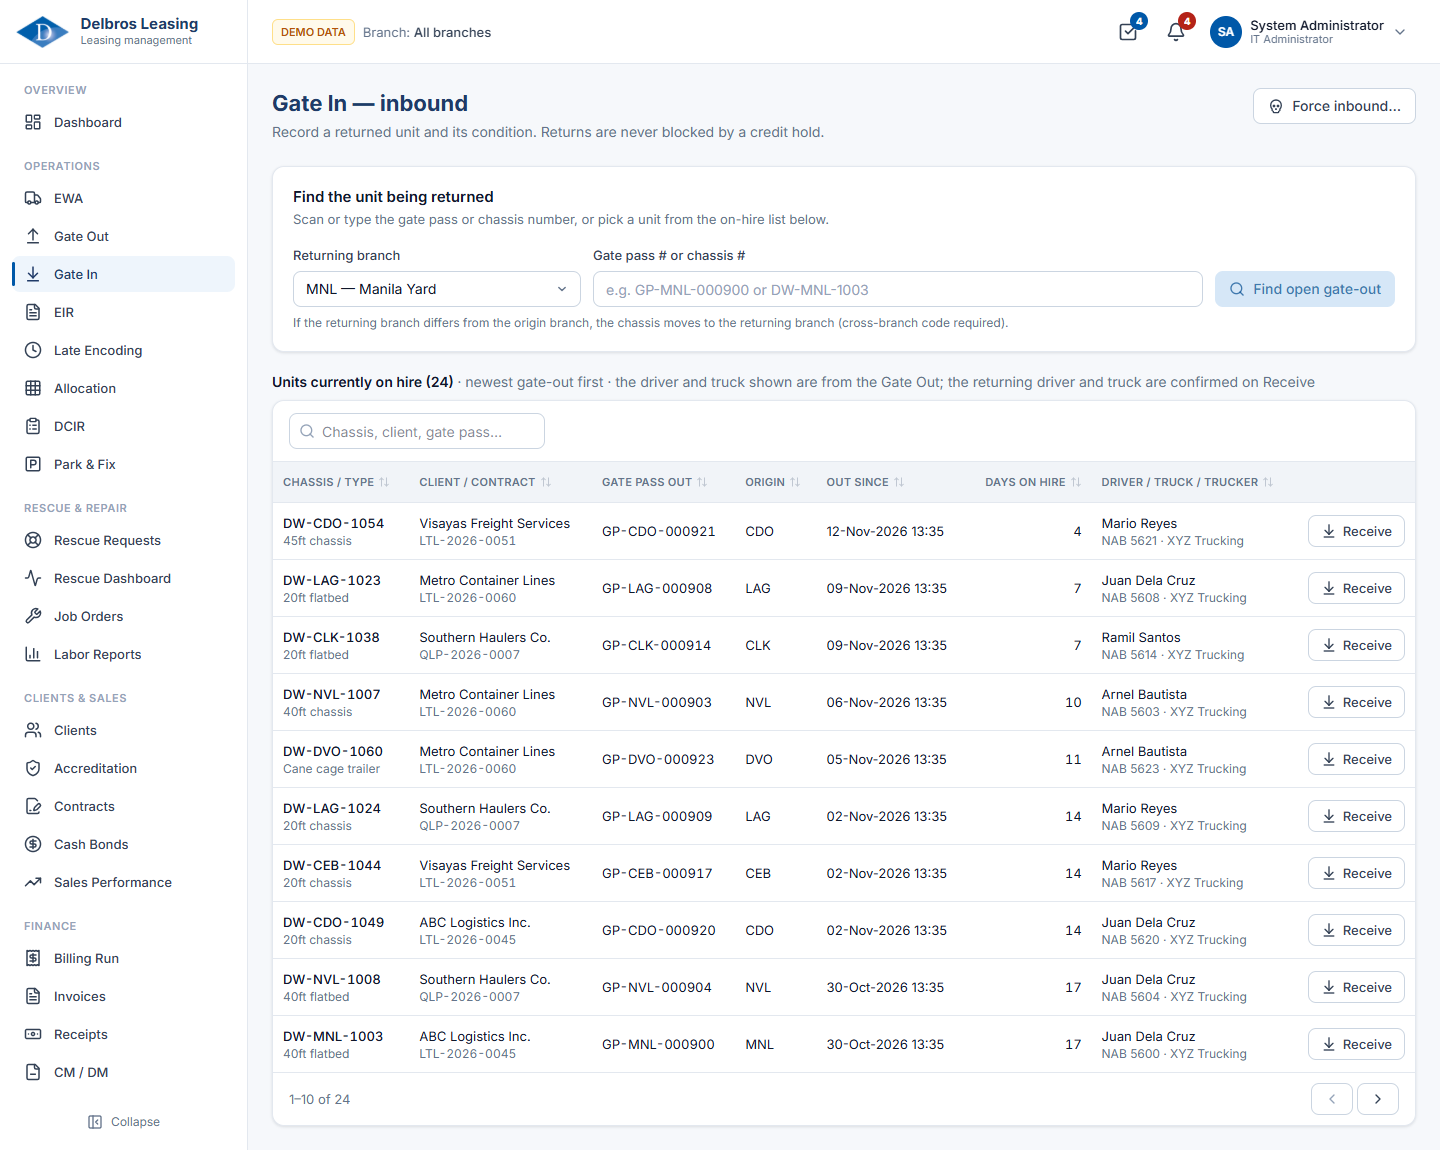 Delbros Leasing
Leasing management
DEMO DATA
Branch: All branches
4
4
SA
System Administrator
IT Administrator
OVERVIEW
Dashboard
OPERATIONS
EWA
Gate Out
Gate In
EIR
Late Encoding
Allocation
DCIR
Park & Fix
RESCUE & REPAIR
Rescue Requests
Rescue Dashboard
Job Orders
Labor Reports
CLIENTS & SALES
Clients
Accreditation
Contracts
Cash Bonds
Sales Performance
FINANCE
Billing Run
Invoices
Receipts
CM / DM
Collapse
Gate In — inbound
Record a returned unit and its condition. Returns are never blocked by a credit hold.
Force inbound...
Find the unit being returned
Scan or type the gate pass or chassis number, or pick a unit from the on-hire list below.
Returning branch
Gate pass # or chassis #
MNL — Manila Yard
e.g. GP-MNL-000900 or DW-MNL-1003
Find open gate-out
If the returning branch differs from the origin branch, the chassis moves to the returning branch (cross-branch code required).
Units currently on hire (24) · newest gate-out first · the driver and truck shown are from the Gate Out; the returning driver and truck are confirmed on Receive
Chassis, client, gate pass...
CHASSIS / TYPE CLIENT / CONTRACT GATE PASS OUT ORIGIN OUT SINCE DAYS ON HIRE DRIVER / TRUCK / TRUCKER
DW-CDO-1054 Visayas Freight Services GP-CDO-000921 CDO 12-Nov-2026 13:35 4 Mario Reyes Receive
45ft chassis LTL-2026-0051 NAB 5621 · XYZ Trucking
DW-LAG-1023 Metro Container Lines GP-LAG-000908 LAG 09-Nov-2026 13:35 7 Juan Dela Cruz Receive
20ft flatbed LTL-2026-0060 NAB 5608 · XYZ Trucking
DW-CLK-1038 Southern Haulers Co. GP-CLK-000914 CLK 09-Nov-2026 13:35 7 Ramil Santos Receive
20ft flatbed QLP-2026-0007 NAB 5614 · XYZ Trucking
DW-NVL-1007 Metro Container Lines GP-NVL-000903 NVL 06-Nov-2026 13:35 10 Arnel Bautista Receive
40ft chassis LTL-2026-0060 NAB 5603 · XYZ Trucking
DW-DVO-1060 Metro Container Lines GP-DVO-000923 DVO 05-Nov-2026 13:35 11 Arnel Bautista Receive
Cane cage trailer LTL-2026-0060 NAB 5623 · XYZ Trucking
DW-LAG-1024 Southern Haulers Co. GP-LAG-000909 LAG 02-Nov-2026 13:35 14 Mario Reyes Receive
20ft chassis QLP-2026-0007 NAB 5609 · XYZ Trucking
DW-CEB-1044 Visayas Freight Services GP-CEB-000917 CEB 02-Nov-2026 13:35 14 Mario Reyes Receive
20ft chassis LTL-2026-0051 NAB 5617 · XYZ Trucking
DW-CDO-1049 ABC Logistics Inc. GP-CDO-000920 CDO 02-Nov-2026 13:35 14 Juan Dela Cruz Receive
20ft chassis LTL-2026-0045 NAB 5620 · XYZ Trucking
DW-NVL-1008 Southern Haulers Co. GP-NVL-000904 NVL 30-Oct-2026 13:35 17 Juan Dela Cruz Receive
40ft flatbed QLP-2026-0007 NAB 5604 · XYZ Trucking
DW-MNL-1003 ABC Logistics Inc. GP-MNL-000900 MNL 30-Oct-2026 13:35 17 Juan Dela Cruz Receive
40ft flatbed LTL-2026-0045 NAB 5600 · XYZ Trucking
1–10 of 24